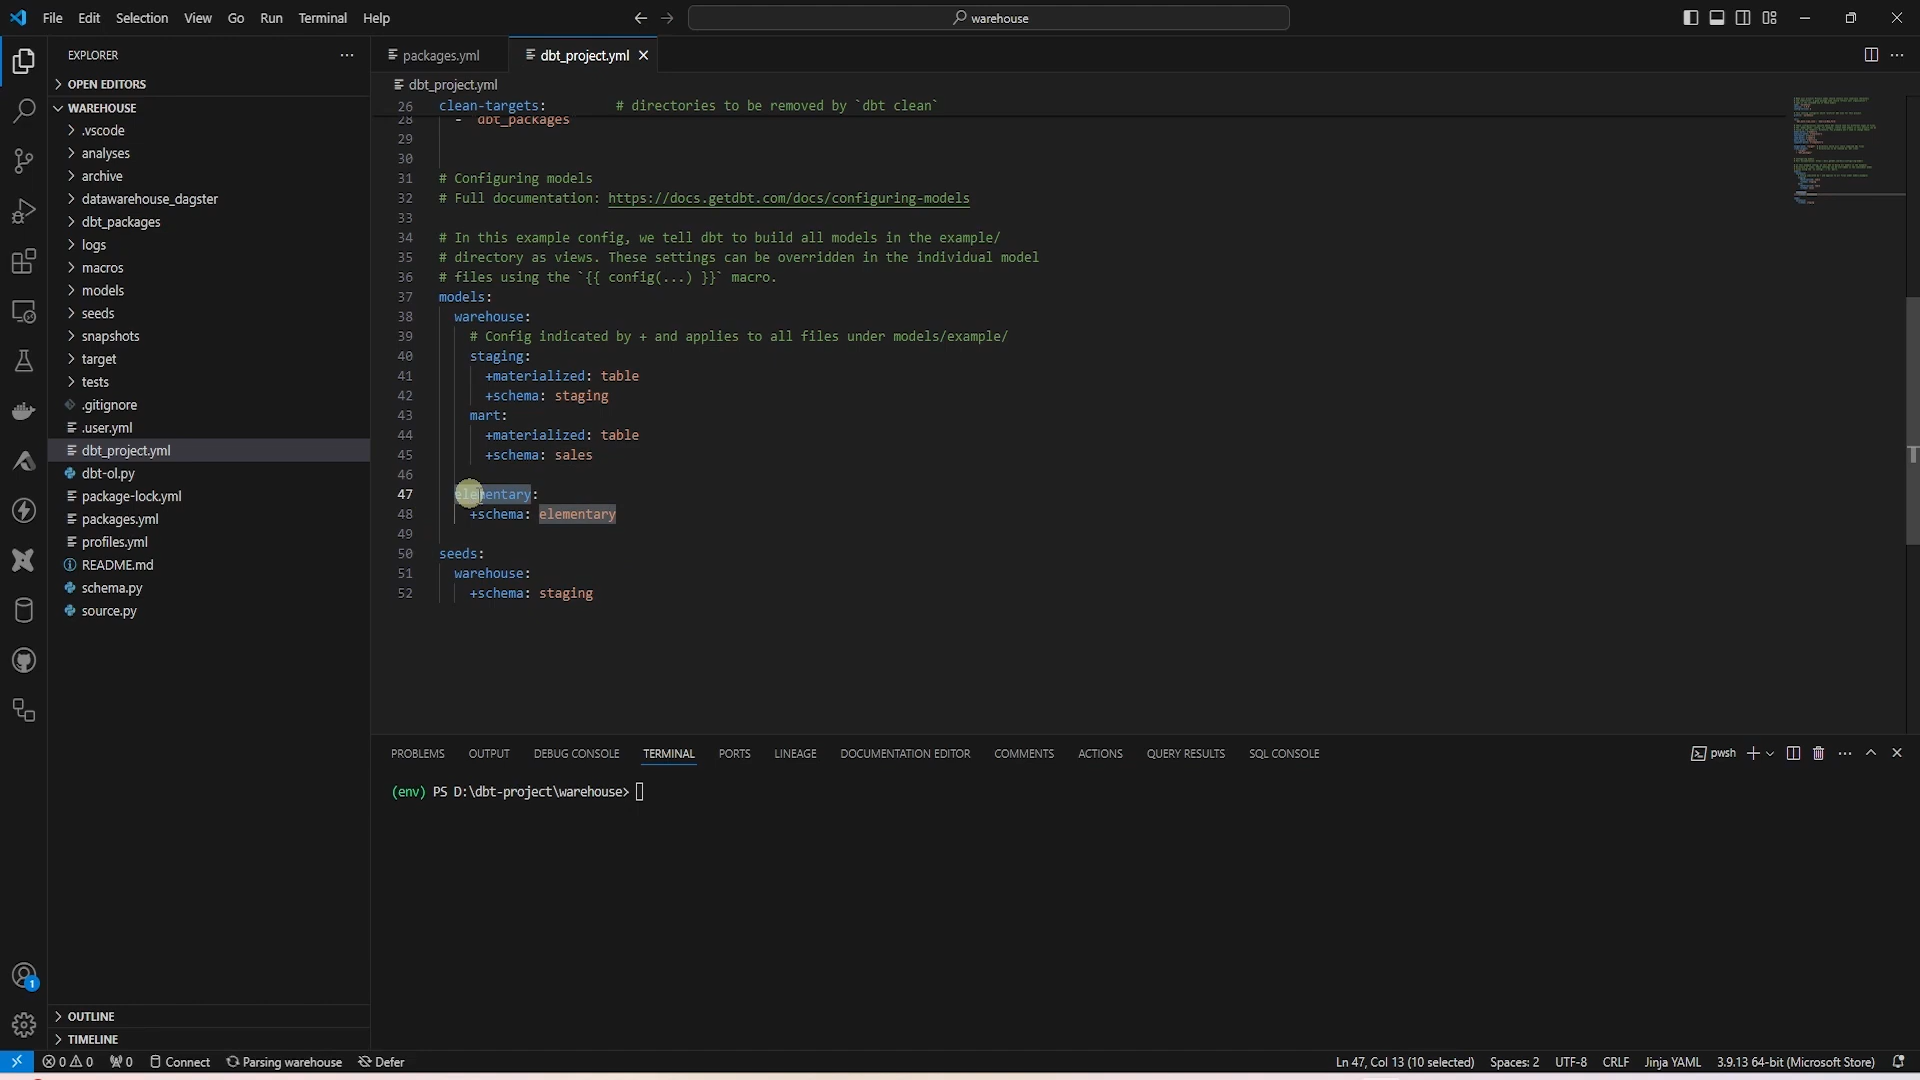 File Edit Selection View Go Run Terminal Help
warehouse
EXPLORER
OPEN EDITORS
WAREHOUSE
.vscode
analyses
archive
datawarehouse_dagster
dbt_packages
logs
macros
models
seeds
snapshots
target
tests
.gitignore
.user.yml
dbt_project.yml
dbt-ol.py
package-lock.yml
packages.yml
profiles.yml
README.md
schema.py
source.py
OUTLINE
TIMELINE
packages.yml dbt_project.yml
dbt_project.yml
26 clean-targets: # directories to be removed by `dbt clean`
28 - dbt_packages
29
30
31 # Configuring models
32 # Full documentation: https://docs.getdbt.com/docs/configuring-models
33
34 # In this example config, we tell dbt to build all models in the example/
35 # directory as views. These settings can be overridden in the individual model
36 # files using the `{{ config(...) }}` macro.
37 models:
38 warehouse:
39 # Config indicated by + and applies to all files under models/example/
40 staging:
41 +materialized: table
42 +schema: staging
43 mart:
44 +materialized: table
45 +schema: sales
46
47 elementary:
48 +schema: elementary
49
50 seeds:
51 warehouse:
52 +schema: staging
PROBLEMS OUTPUT DEBUG CONSOLE TERMINAL PORTS LINEAGE DOCUMENTATION EDITOR COMMENTS ACTIONS QUERY RESULTS SQL CONSOLE
pwsh
(env) PS D:\dbt-project\warehouse>
1
0 0 0 Connect Parsing warehouse Defer
Ln 47, Col 13 (10 selected) Spaces: 2 UTF-8 CRLF Jinja YAML 3.9.13 64-bit (Microsoft Store)